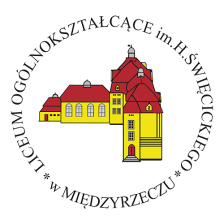 LICEUM OGÓLNOKSZTAŁCĄCE im.H.ŚWIĘCICKIEGO
* w MIĘDZYRZECZU *